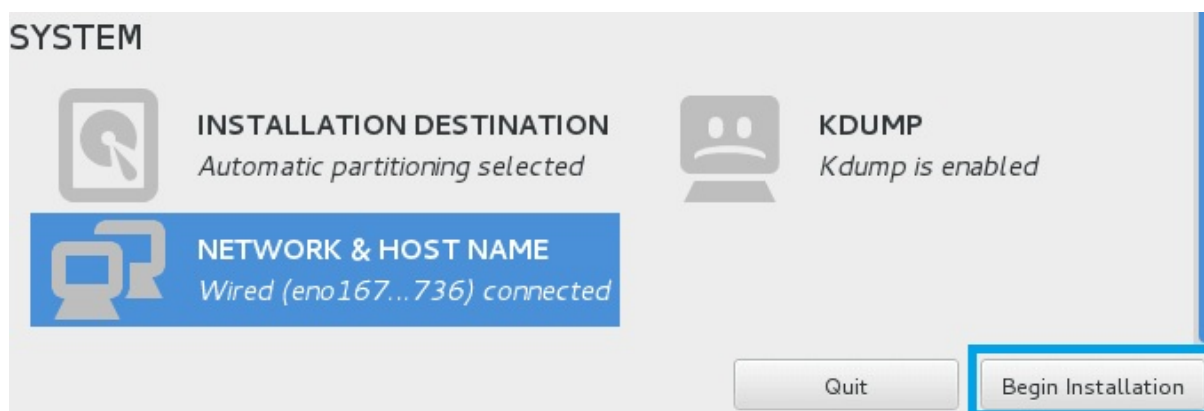 SYSTEM
INSTALLATION DESTINATION
Automatic partitioning selected
KDUMP
Kdump is enabled
NETWORK & HOST NAME
Wired (eno167...736) connected
Quit
Begin Installation